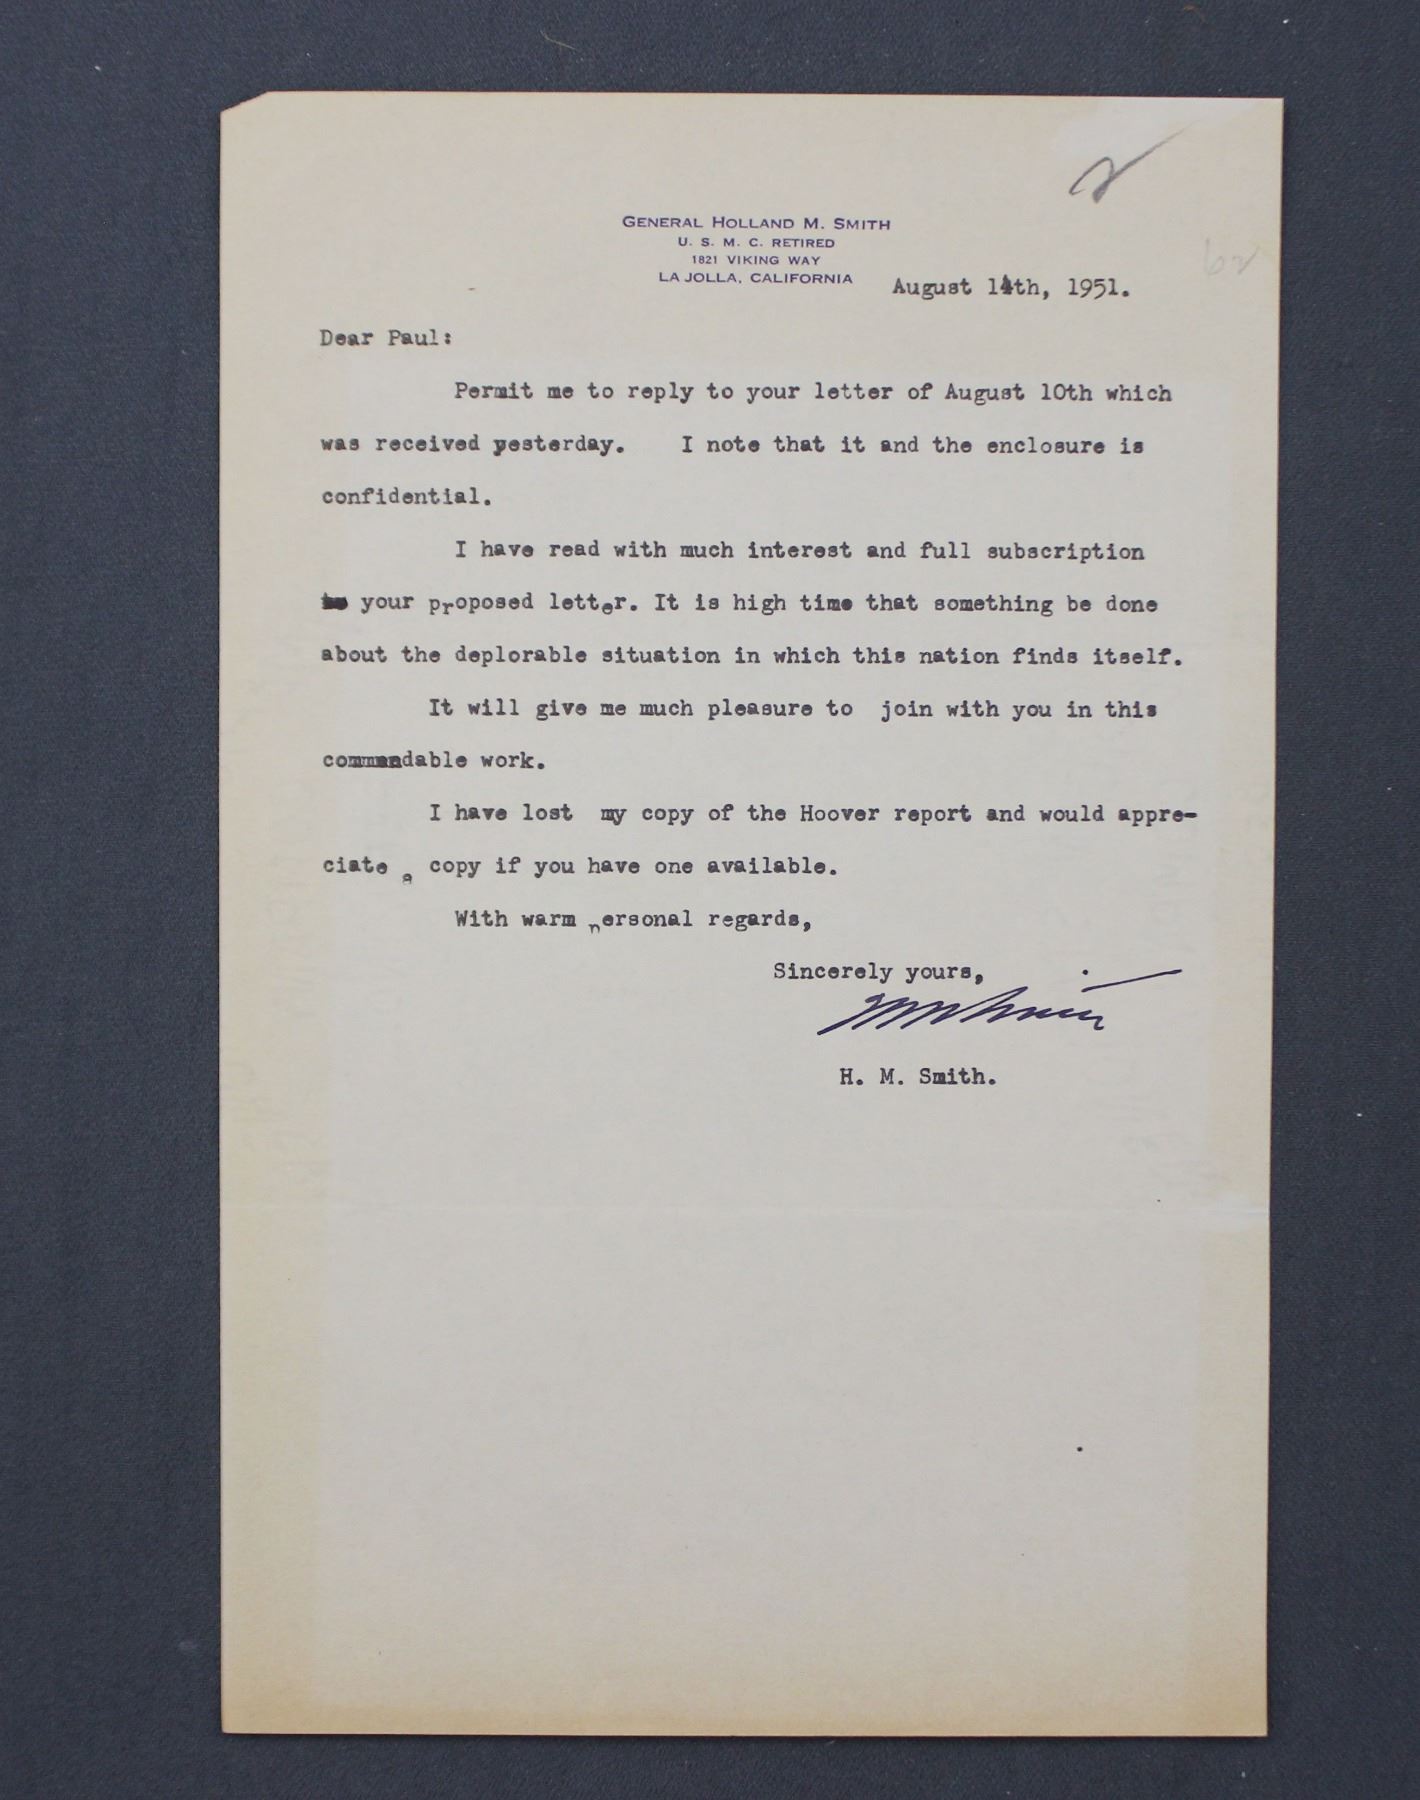 GENERAL HOLLAND M. SMITH
U. S. M. C. RETIRED
1821 VIKING WAY
LA JOLLA, CALIFORNIA
August 14th, 1951.
Dear Paul:
Permit me to reply to your letter of August 10th which
was received yesterday. I note that it and the enclosure is
confidential.
I have read with much interest and full subscription
to your proposed letter. It is high time that something be done
about the deplorable situation in which this nation finds itself.
It will give me much pleasure to join with you in this
commendable work.
I have lost my copy of the Hoover report and would appre-
ciate a copy if you have one available.
With warm personal regards,
Sincerely yours,
H. M. Smith.